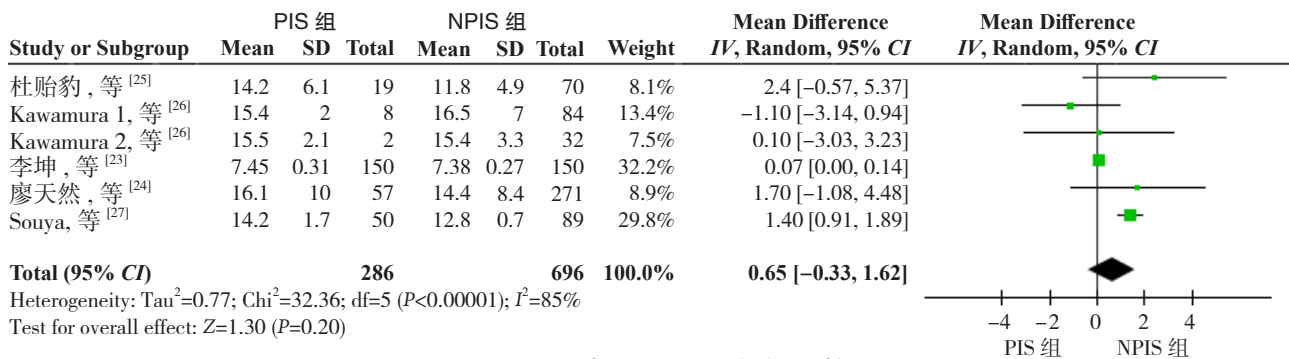 PIS 组 NPIS 组 Mean Difference Mean Difference
Study or Subgroup Mean SD Total Mean SD Total Weight IV, Random, 95% CI IV, Random, 95% CI
杜贻豹 , 等 [25] 14.2 6.1 19 11.8 4.9 70 8.1% 2.4 [−0.57, 5.37]
Kawamura 1, 等 [26] 15.4 2 8 16.5 7 84 13.4% −1.10 [−3.14, 0.94]
Kawamura 2, 等 [26] 15.5 2.1 2 15.4 3.3 32 7.5% 0.10 [−3.03, 3.23]
李坤 , 等 [23] 7.45 0.31 150 7.38 0.27 150 32.2% 0.07 [0.00, 0.14]
廖天然 , 等 [24] 16.1 10 57 14.4 8.4 271 8.9% 1.70 [−1.08, 4.48]
Souya, 等 [27] 14.2 1.7 50 12.8 0.7 89 29.8% 1.40 [0.91, 1.89]
Total (95% CI) 286 696 100.0% 0.65 [−0.33, 1.62]
Heterogeneity: Tau²=0.77; Chi²=32.36; df=5 (P<0.00001); I²=85%
Test for overall effect: Z=1.30 (P=0.20)
−4 −2 0 2 4
PIS 组 NPIS 组